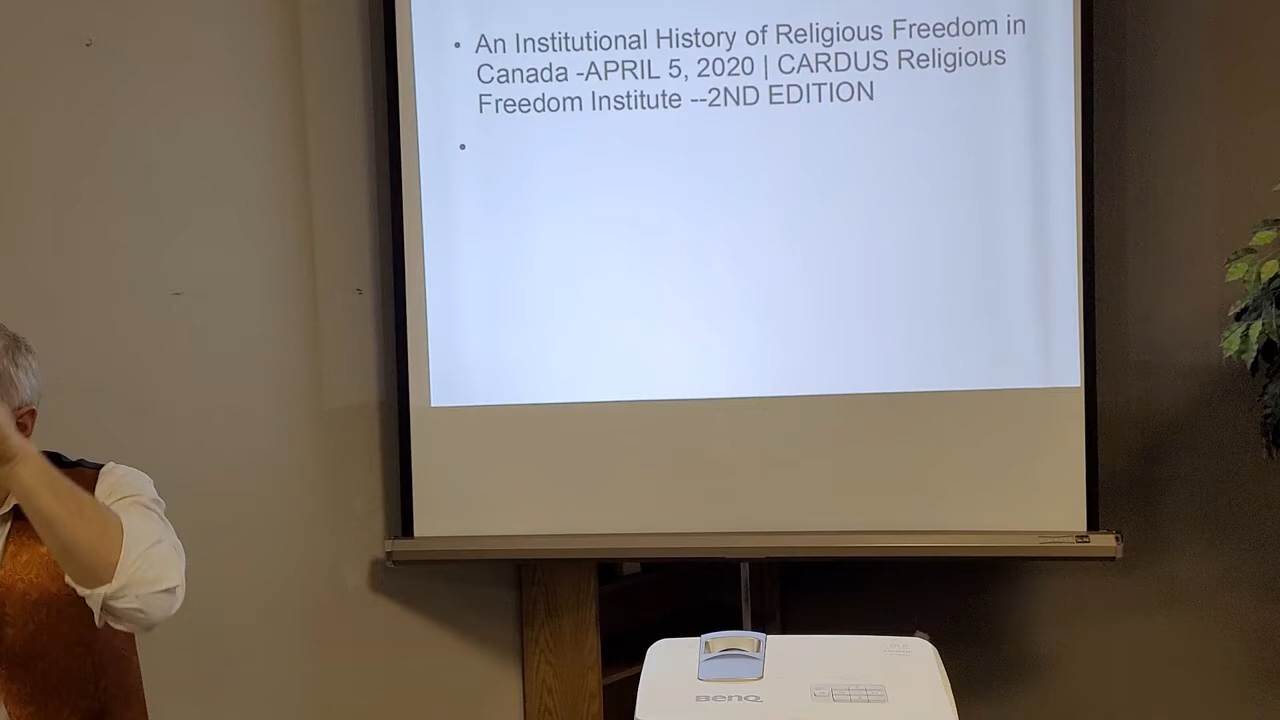 An Institutional History of Religious Freedom in
Canada -APRIL 5, 2020 | CARDUS Religious
Freedom Institute --2ND EDITION
BenQ